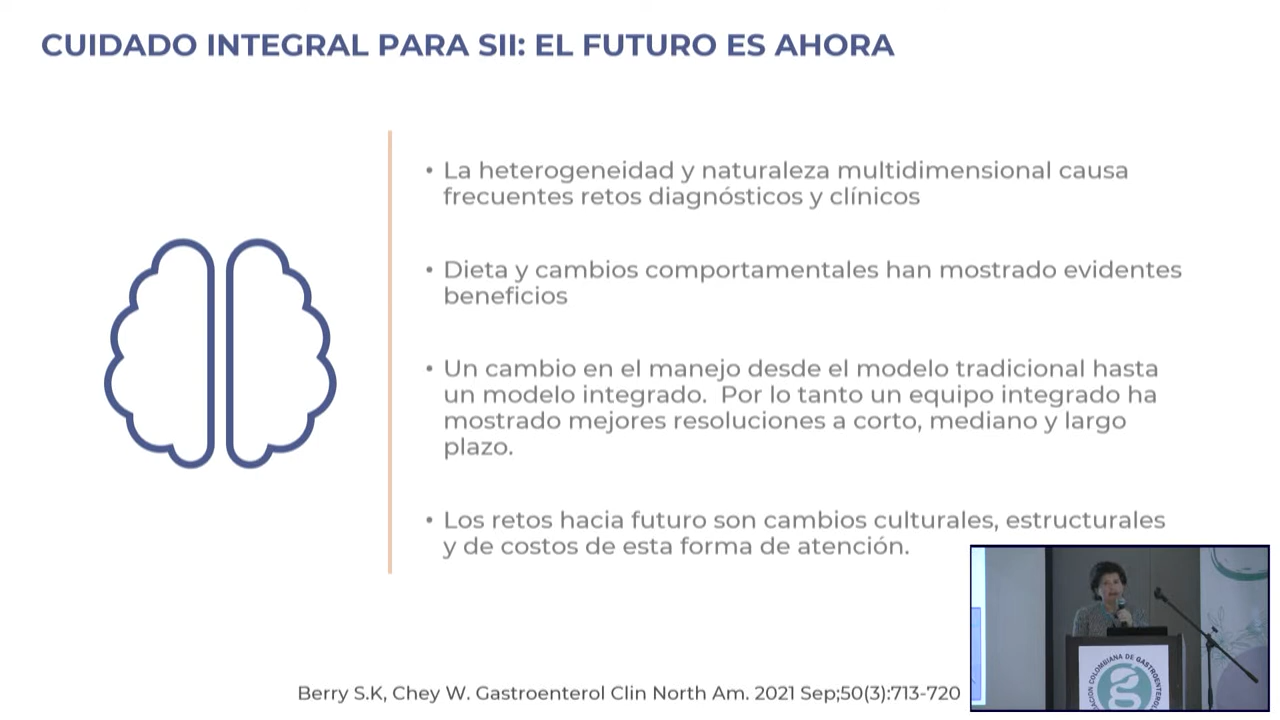 CUIDADO INTEGRAL PARA SII: EL FUTURO ES AHORA
• La heterogeneidad y naturaleza multidimensional causa
frecuentes retos diagnósticos y clínicos
• Dieta y cambios comportamentales han mostrado evidentes
beneficios
• Un cambio en el manejo desde el modelo tradicional hasta
un modelo integrado.  Por lo tanto un equipo integrado ha
mostrado mejores resoluciones a corto, mediano y largo
plazo.
• Los retos hacia futuro son cambios culturales, estructurales
y de costos de esta forma de atención.
COLOMBIANA DE
Berry S.K, Chey W. Gastroenterol Clin North Am. 2021 Sep;50(3):713-720